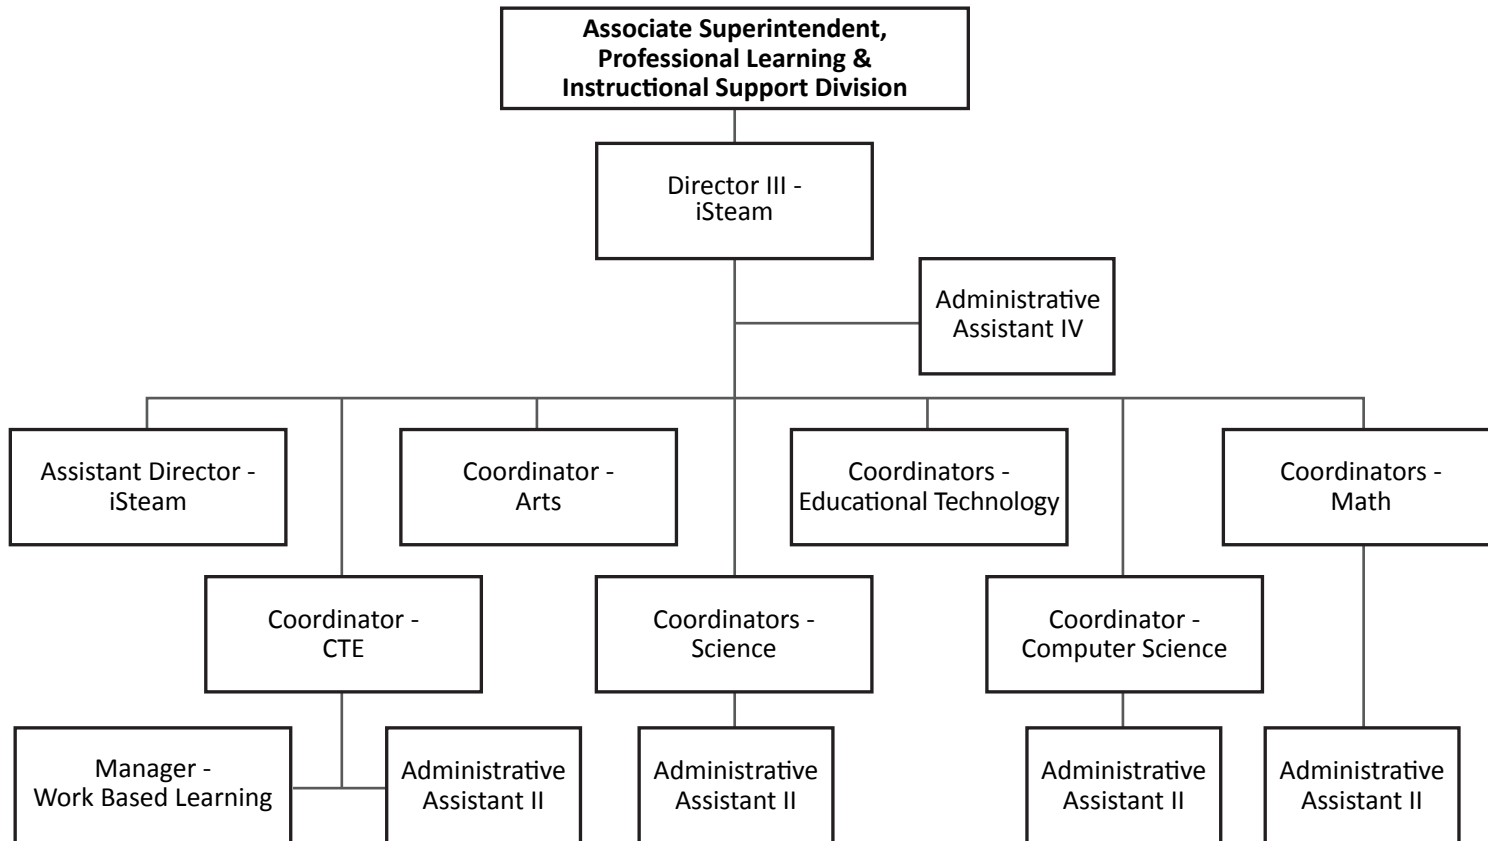 Associate Superintendent,
Professional Learning &
Instructional Support Division
Director III -
iSteam
Administrative
Assistant IV
Assistant Director -
iSteam
Coordinator -
Arts
Coordinators -
Educational Technology
Coordinators -
Math
Coordinator -
CTE
Coordinators -
Science
Coordinator -
Computer Science
Manager -
Work Based Learning
Administrative
Assistant II
Administrative
Assistant II
Administrative
Assistant II
Administrative
Assistant II